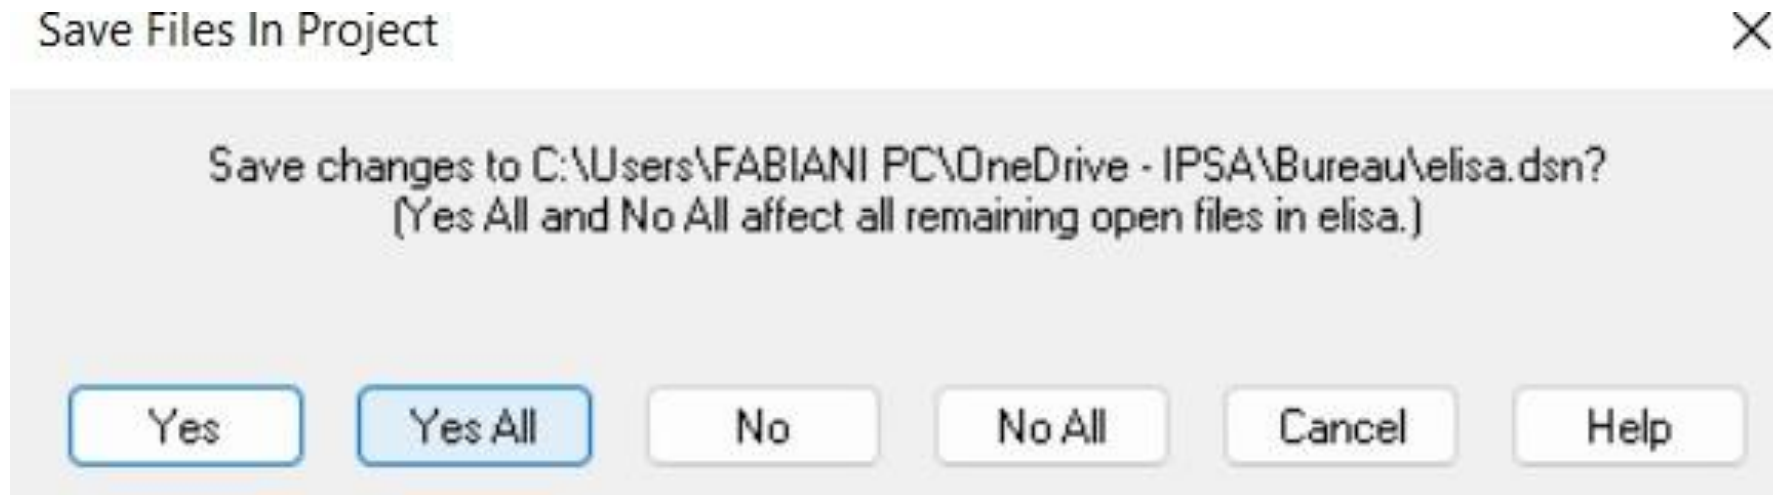 Save Files In Project
Save changes to C:\Users\FABIANI PC\OneDrive - IPSA\Bureau\elisa.dsn?
(Yes All and No All affect all remaining open files in elisa.)
Yes Yes All No No All Cancel Help